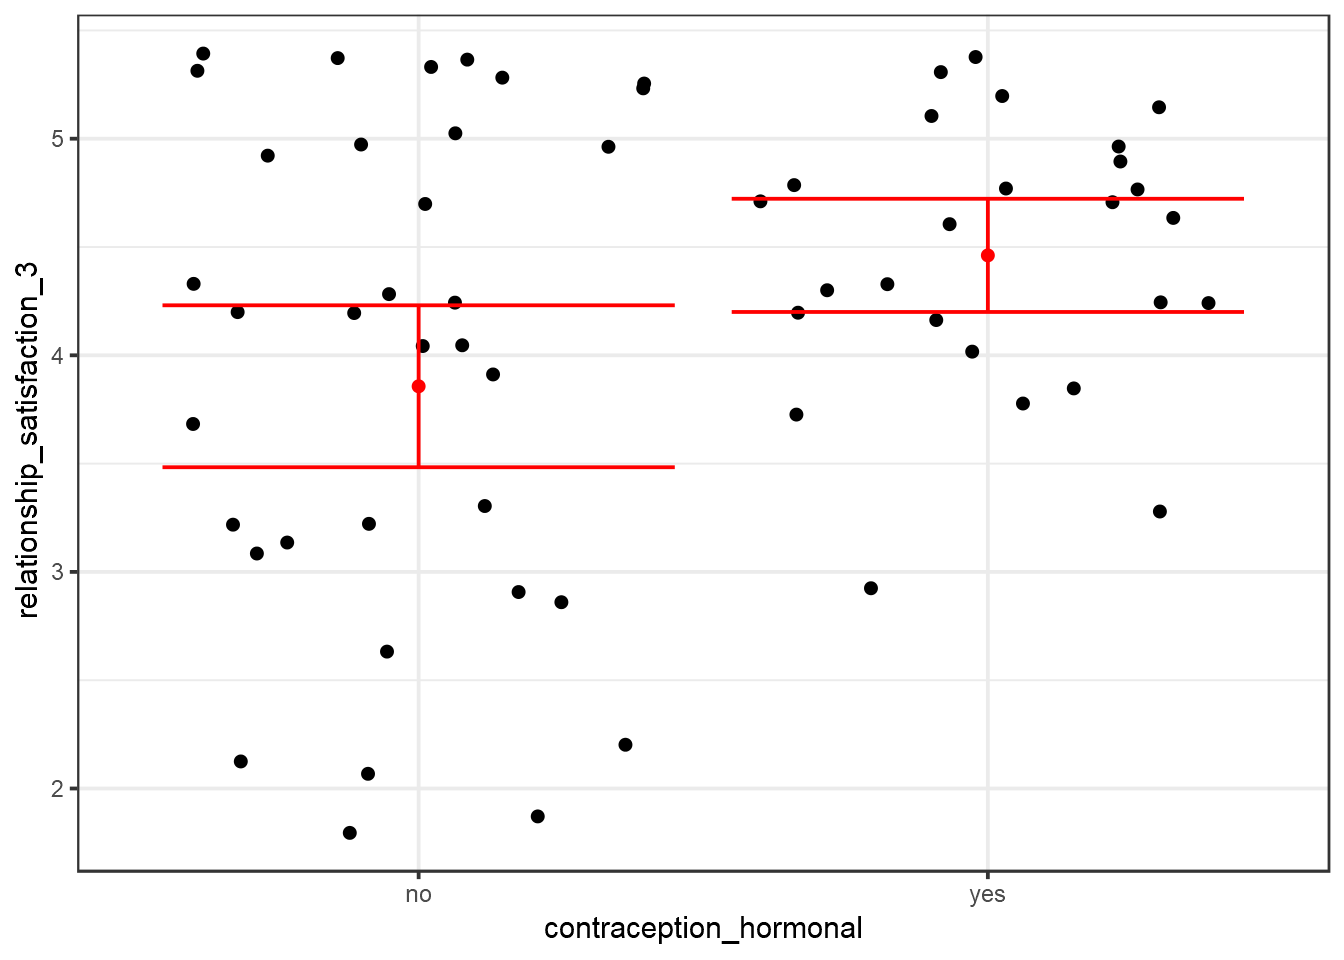 relationship_satisfaction_3
5
4
3
2
no
yes
contraception_hormonal